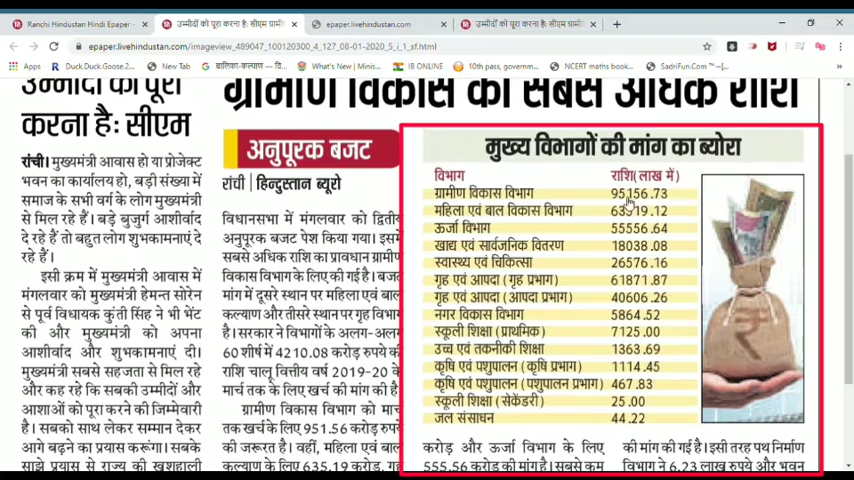 Ranchi Hindustan Hindi Epaper -
उम्मीदों को पूरा करना है: सीएम ग्रामी
epaper.livehindustan.com
उम्मीदों को पूरा करना है: सीएम ग्रामी
epaper.livehindustan.com/imageview_489047_100120300_4_127_08-01-2020_5_i_1_sf.html
Apps
Duck.Duck.Goose.2...
New Tab
बालिका-कल्याण — वि...
What's New | Minis...
IB ONLINE
10th pass, governm...
NCERT maths book...
SadriFun.Com ™~|...
उम्मीदों को पूरा
करना है: सीएम
रांची। मुख्यमंत्री आवास हो या प्रोजेक्ट
भवन का कार्यालय हो, बड़ी संख्या में
समाज के सभी वर्ग के लोग मुख्यमंत्री
से मिल रहे हैं। बड़े बुजुर्ग आशीर्वाद
दे रहे हैं तो बहुत लोग शुभकामनाएं दे
रहे हैं।
इसी क्रम में मुख्यमंत्री आवास में
मंगलवार को मुख्यमंत्री हेमन्त सोरेन
से पूर्व विधायक कुंती सिंह ने भी भेंट
की और मुख्यमंत्री को अपना
आशीर्वाद और शुभकामनाएं दी।
मुख्यमंत्री सबसे सहजता से मिल रहे
और कह रहे कि सबकी उम्मीदों और
आशाओं को पूरा करने की जिम्मेवारी
है। सबको साथ लेकर सम्मान देकर
आगे बढ़ने का प्रयास करूंगा। सबके
साझे प्रयास से राज्य की खुशहाली
ग्रामीण विकास को सबसे अधिक राशि
अनुपूरक बजट
रांची | हिन्दुस्तान ब्यूरो
विधानसभा में मंगलवार को द्विती
अनुपूरक बजट पेश किया गया। इसमें
सबसे अधिक राशि का प्रावधान ग्रामीण
विकास विभाग के लिए की गई है। बजट
मांग में दूसरे स्थान पर महिला एवं बाल
कल्याण और तीसरे स्थान पर गृह विभाग
है। सरकार ने विभागों के अलग-अलग
60 शीर्ष में 4210.08 करोड़ रुपये की
राशि चालू वित्तीय वर्ष 2019-20 के
मार्च तक के लिए खर्च की मांग की है
ग्रामीण विकास विभाग को मार्च
तक खर्च के लिए 951.56 करोड़ रुपये
की जरूरत है। वहीं, महिला एवं बाल
कल्याण के लिए 635.19 करोड़, गृह
मुख्य विभागों की मांग का ब्योरा
विभाग राशि(लाख में)
ग्रामीण विकास विभाग 95156.73
महिला एवं बाल विकास विभाग 63519.12
ऊर्जा विभाग 55556.64
खाद्य एवं सार्वजनिक वितरण 18038.08
स्वास्थ्य एवं चिकित्सा 26576.16
गृह एवं आपदा (गृह प्रभाग) 61871.87
गृह एवं आपदा (आपदा प्रभाग) 40606.26
नगर विकास विभाग 5864.52
स्कूली शिक्षा (प्राथमिक) 7125.00
उच्च एवं तकनीकी शिक्षा 1363.69
कृषि एवं पशुपालन (कृषि प्रभाग) 1114.45
कृषि एवं पशुपालन (पशुपालन प्रभाग) 467.83
स्कूली शिक्षा (सेकेंडरी) 25.00
जल संसाधन 44.22
करोड़ और ऊर्जा विभाग के लिए
555.56 करोड़ की मांग है। सबसे कम
की मांग की गई है। इसी तरह पथ निर्माण
विभाग ने 6.23 लाख रुपये और भवन